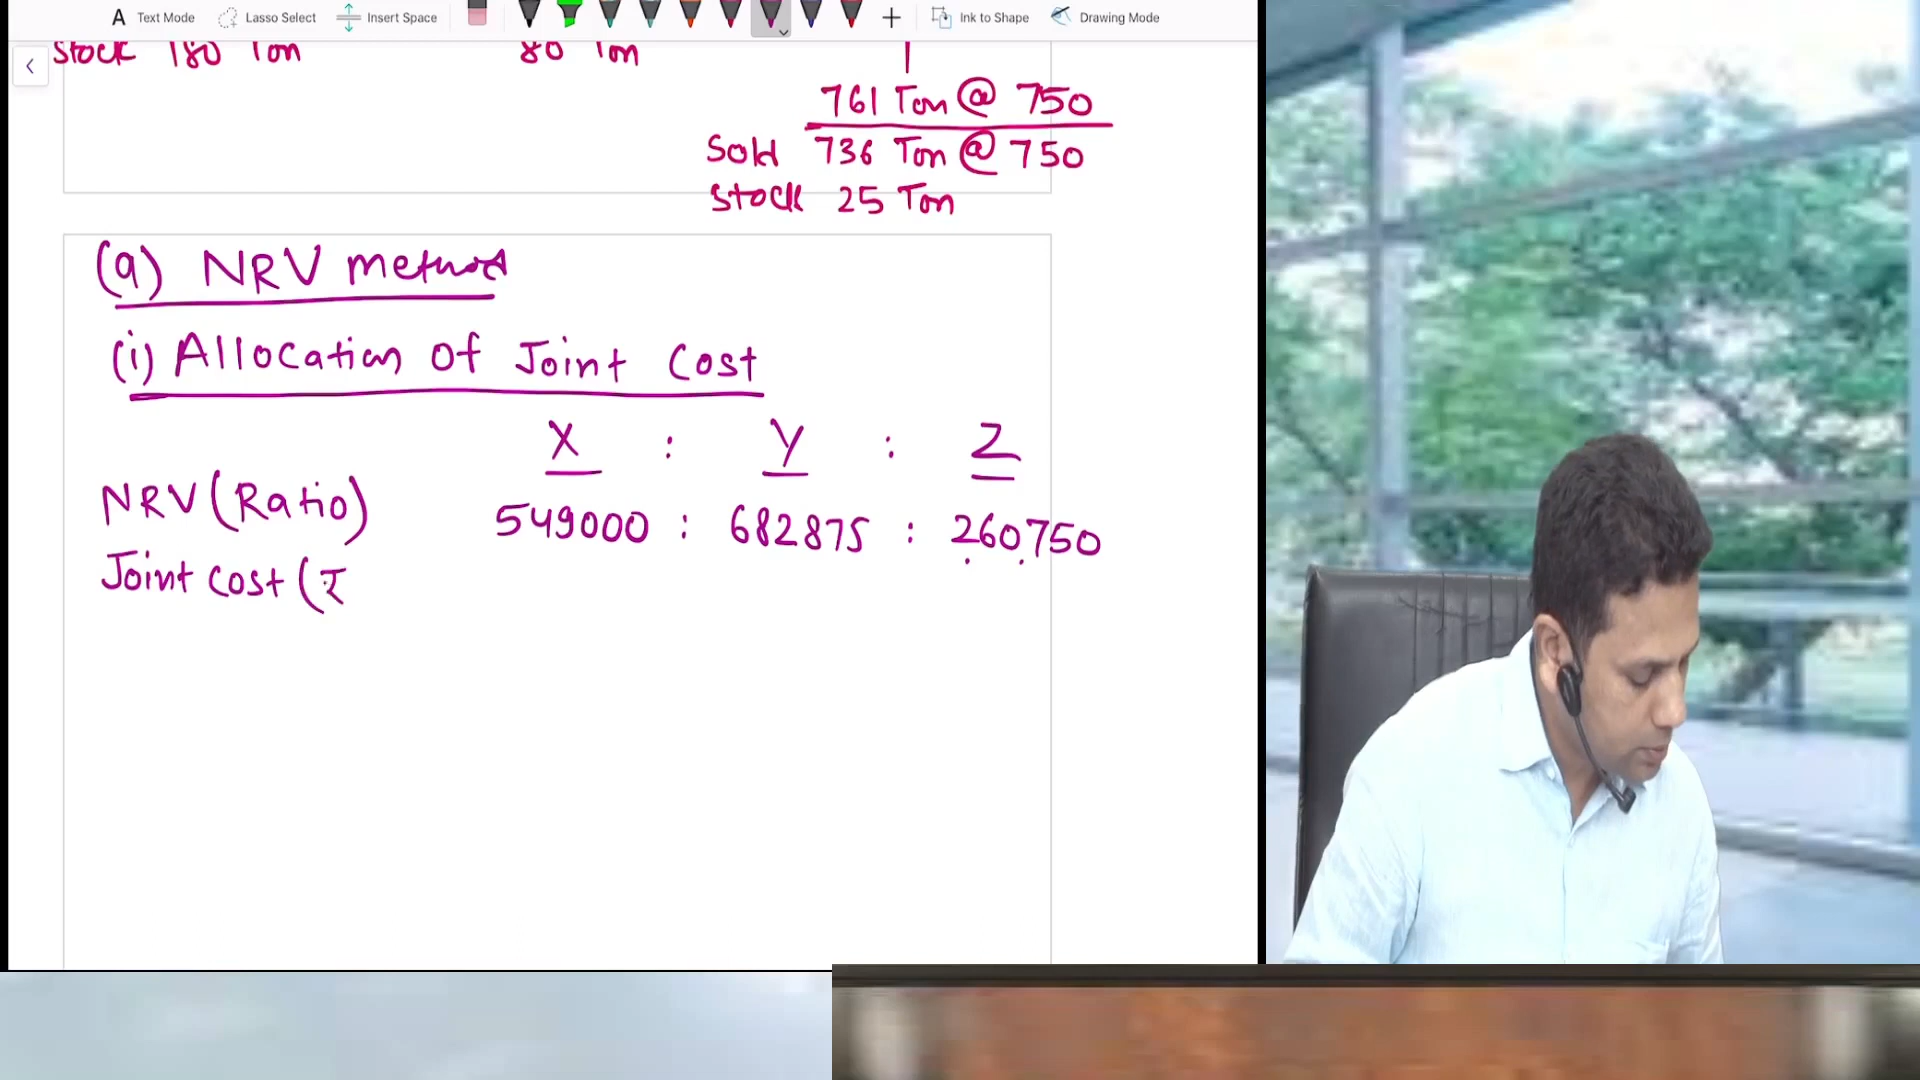 A Text Mode Lasso Select Insert Space Ink to Shape Drawing Mode
Stock 180 Ton 80 Ton
761 Ton @ 750
Sold 736 Ton @ 750
Stock 25 Ton
(a) NRV method
(i) Allocation of Joint Cost
X : Y : Z
NRV (Ratio) 549000 : 682875 : 260750
Joint Cost (₹